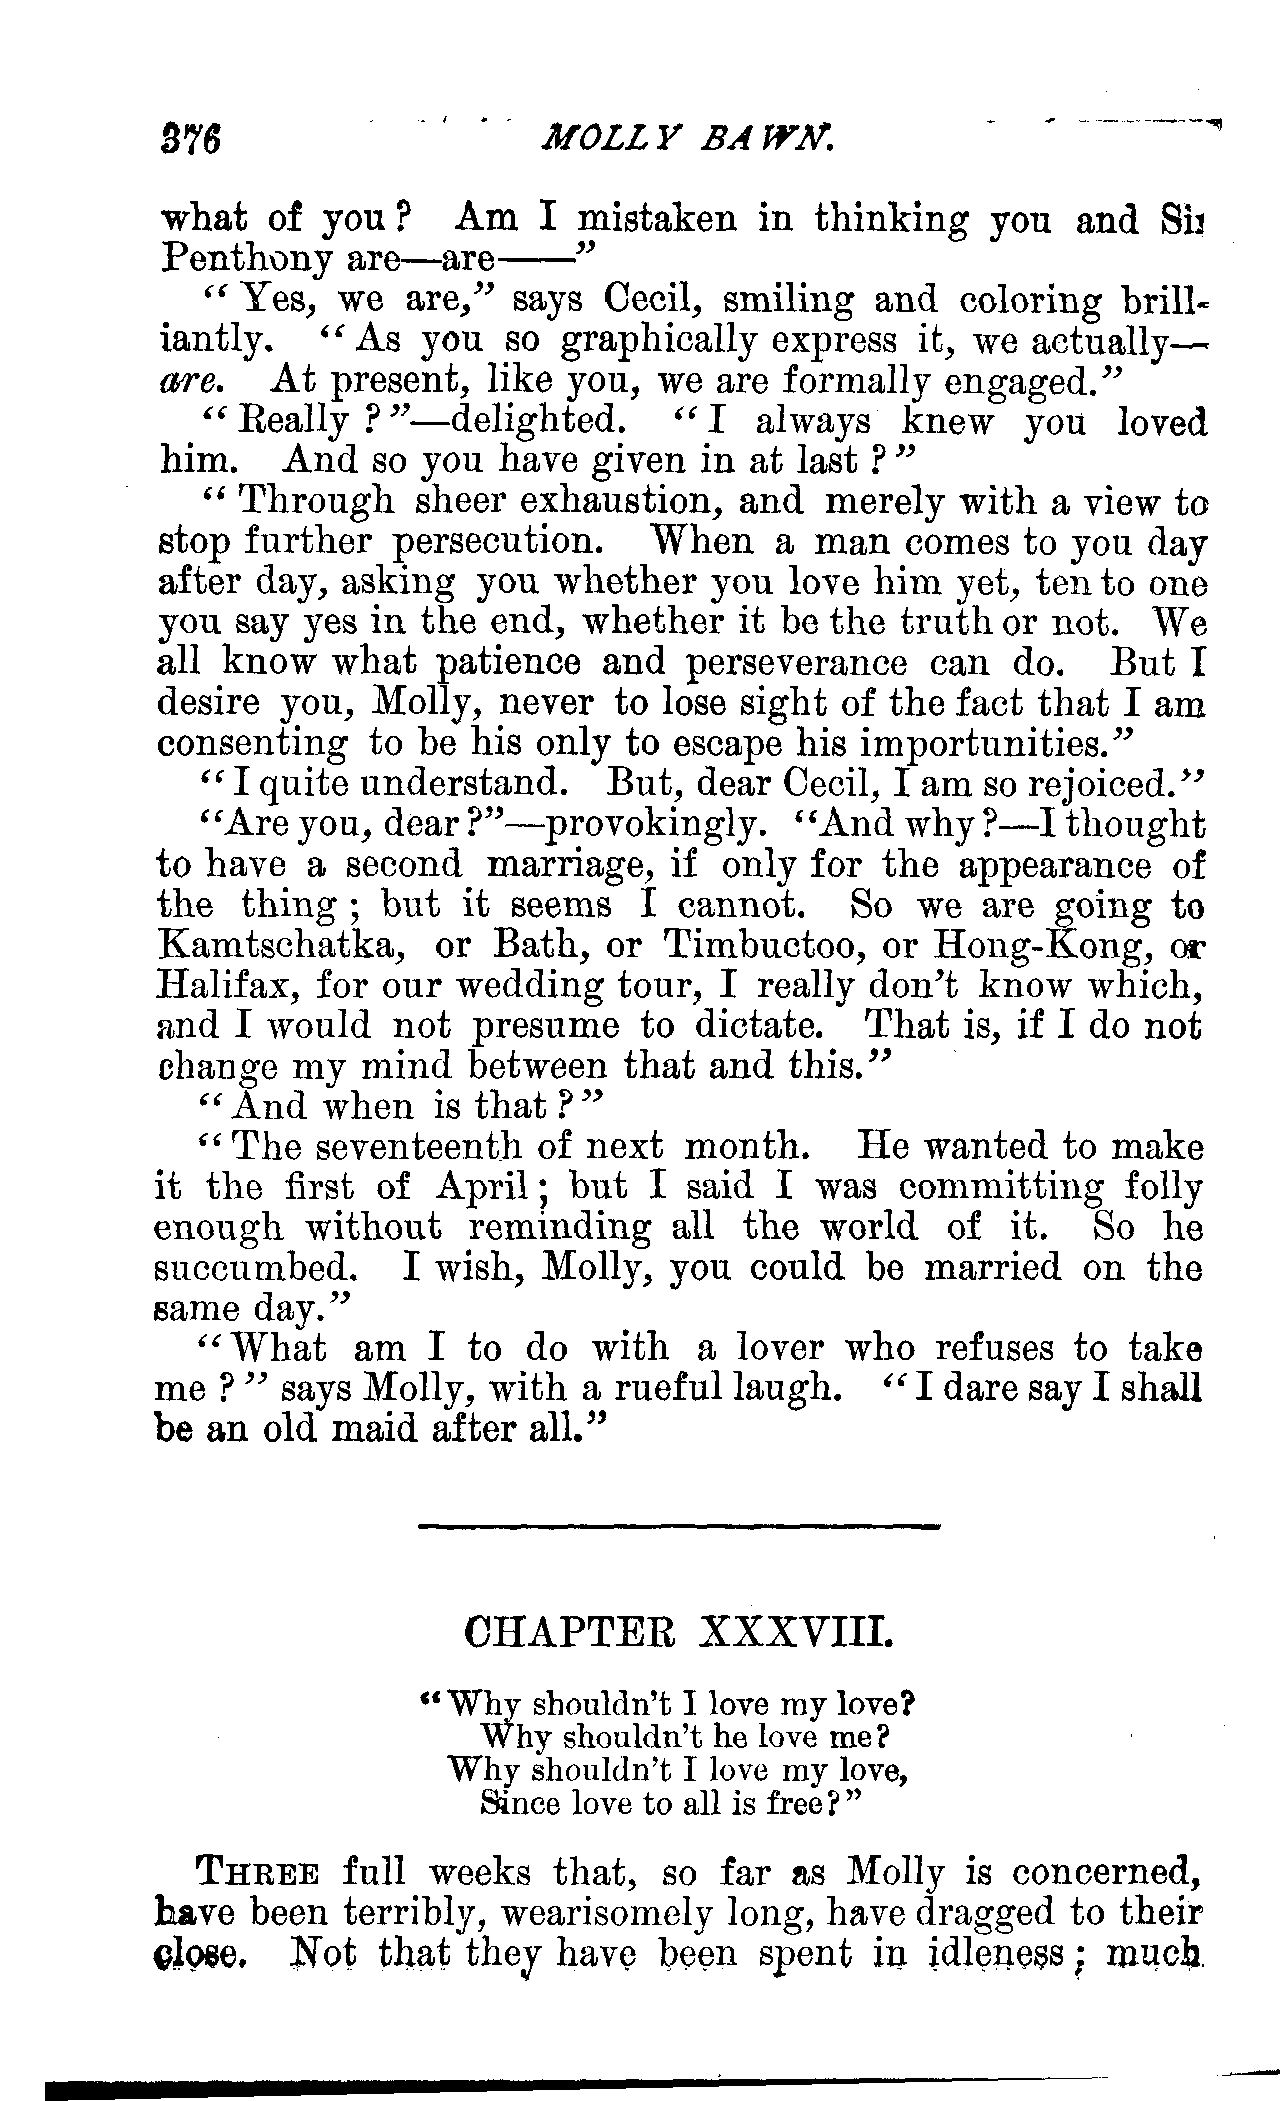 376 MOLLY BAWN.
what of you? Am I mistaken in thinking you and Sir
Penthony are—are——"
"Yes, we are," says Cecil, smiling and coloring brill-
iantly. "As you so graphically express it, we actually—
are. At present, like you, we are formally engaged."
"Really?"—delighted. "I always knew you loved
him. And so you have given in at last?"
"Through sheer exhaustion, and merely with a view to
stop further persecution. When a man comes to you day
after day, asking you whether you love him yet, ten to one
you say yes in the end, whether it be the truth or not. We
all know what patience and perseverance can do. But I
desire you, Molly, never to lose sight of the fact that I am
consenting to be his only to escape his importunities."
"I quite understand. But, dear Cecil, I am so rejoiced."
"Are you, dear?"—provokingly. "And why?—I thought
to have a second marriage, if only for the appearance of
the thing; but it seems I cannot. So we are going to
Kamtschatka, or Bath, or Timbuctoo, or Hong-Kong, or
Halifax, for our wedding tour, I really don't know which,
and I would not presume to dictate. That is, if I do not
change my mind between that and this."
"And when is that?"
"The seventeenth of next month. He wanted to make
it the first of April; but I said I was committing folly
enough without reminding all the world of it. So he
succumbed. I wish, Molly, you could be married on the
same day."
"What am I to do with a lover who refuses to take
me?" says Molly, with a rueful laugh. "I dare say I shall
be an old maid after all."
CHAPTER XXXVIII.
"Why shouldn't I love my love?
Why shouldn't he love me?
Why shouldn't I love my love,
Since love to all is free?"
THREE full weeks that, so far as Molly is concerned,
have been terribly, wearisomely long, have dragged to their
close. Not that they have been spent in idleness; much